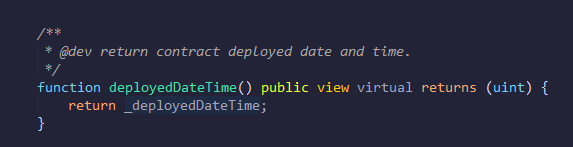 /**
 * @dev return contract deployed date and time.
 */
function deployedDateTime() public view virtual returns (uint) {
    return _deployedDateTime;
}